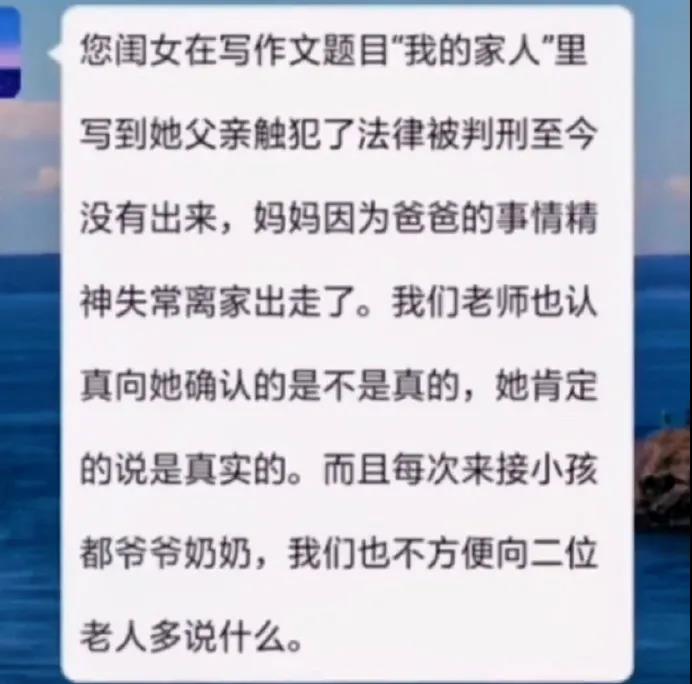 您闺女在写作文题目“我的家人”里
写到她父亲触犯了法律被判刑至今
没有出来，妈妈因为爸爸的事情精
神失常离家出走了。我们老师也认
真向她确认的是不是真的，她肯定
的说是真实的。而且每次来接小孩
都爷爷奶奶，我们也不方便向二位
老人多说什么。